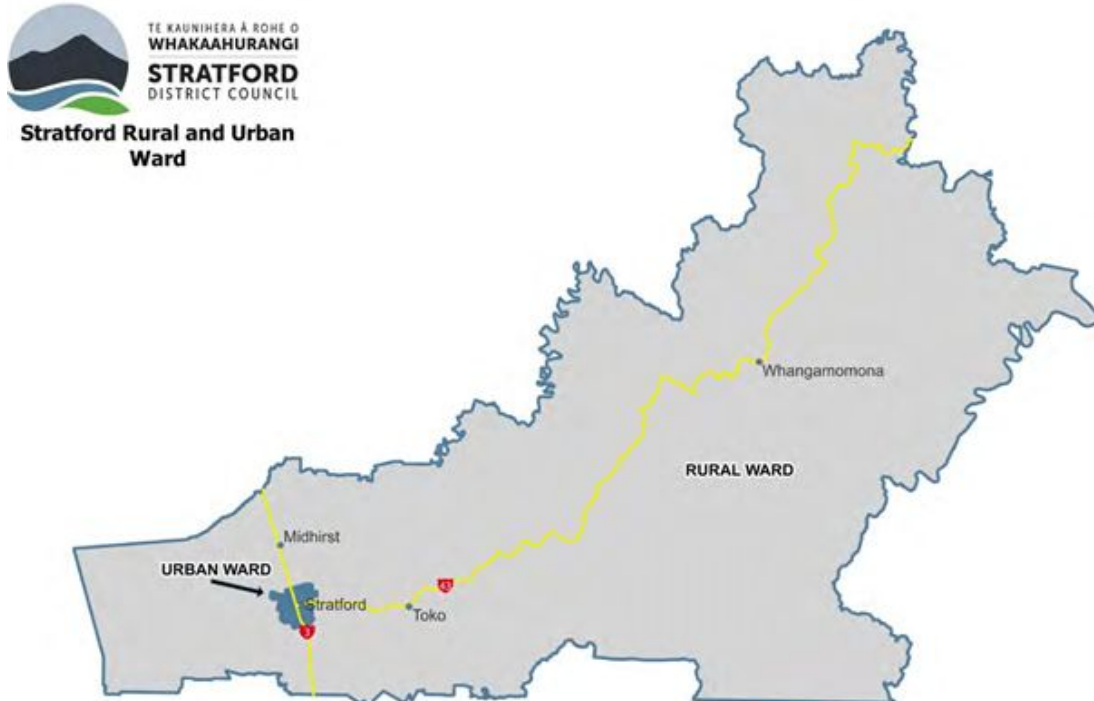 TE KAUNIHERA Ā ROHE O
WHAKAAHURANGI
STRATFORD
DISTRICT COUNCIL
Stratford Rural and Urban
Ward
Whangamomona
RURAL WARD
Midhirst
URBAN WARD
43
Stratford
Toko
3